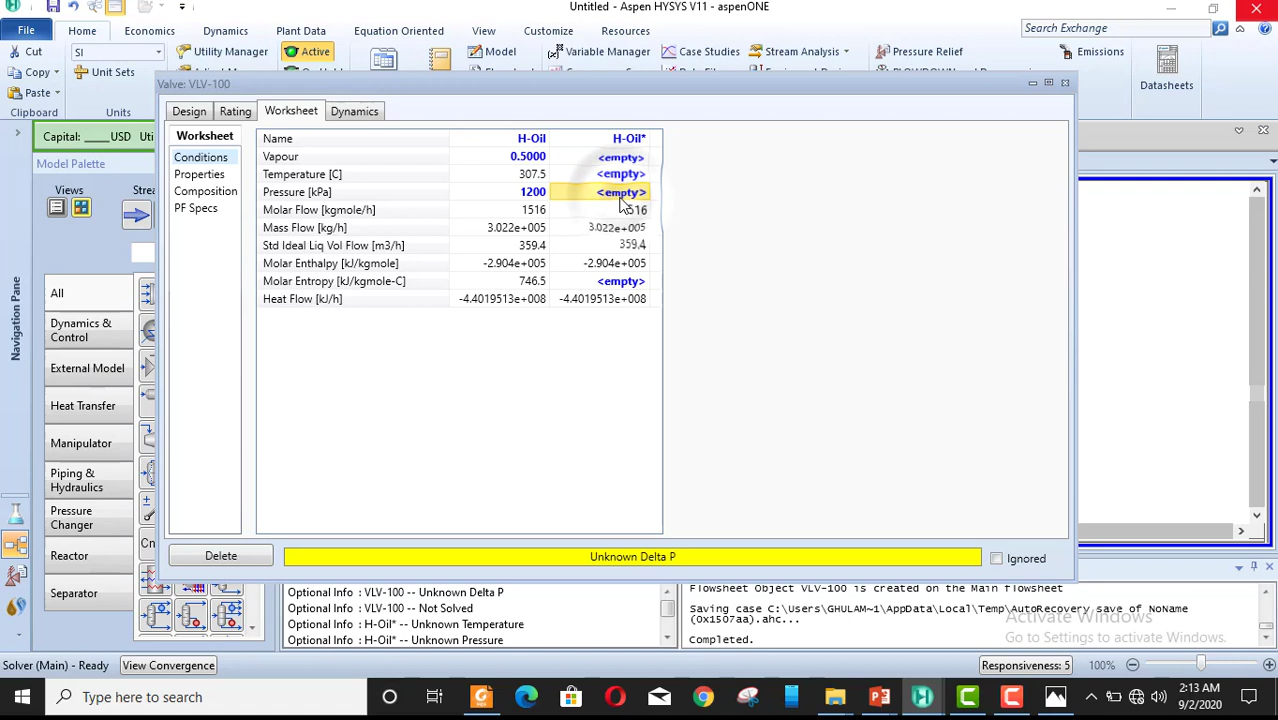 Untitled - Aspen HYSYS V11 - aspenONE
File Home Economics Dynamics Plant Data Equation Oriented View Customize Resources Search Exchange
Cut SI Utility Manager Active Model Variable Manager Case Studies Stream Analysis Pressure Relief Emissions
Copy Unit Sets
Paste Datasheets
Clipboard Units
Valve: VLV-100
Design Rating Worksheet Dynamics
Capital: ____ USD Uti
Model Palette
Views Stre
All
Dynamics & Control
External Model
Heat Transfer
Manipulator
Piping & Hydraulics
Pressure Changer
Reactor
Separator
Navigation Pane
Worksheet
Conditions
Properties
Composition
PF Specs
Name H-Oil H-Oil*
Vapour 0.5000 <empty>
Temperature [C] 307.5 <empty>
Pressure [kPa] 1200 <empty>
Molar Flow [kgmole/h] 1516 516
Mass Flow [kg/h] 3.022e+005 3.022e+005
Std Ideal Liq Vol Flow [m3/h] 359.4 359.4
Molar Enthalpy [kJ/kgmole] -2.904e+005 -2.904e+005
Molar Entropy [kJ/kgmole-C] 746.5 <empty>
Heat Flow [kJ/h] -4.4019513e+008 -4.4019513e+008
Delete Unknown Delta P Ignored
Optional Info : VLV-100 -- Unknown Delta P
Optional Info : VLV-100 -- Not Solved
Optional Info : H-Oil* -- Unknown Temperature
Optional Info : H-Oil* -- Unknown Pressure
Flowsheet Object VLV-100 is created on the Main flowsheet
Saving case C:\Users\GHULAM~1\AppData\Local\Temp\AutoRecovery save of NoName
(0x1507aa).ahc...
Completed.
Activate Windows
Go to Settings to activate Windows.
Solver (Main) - Ready View Convergence Responsiveness: 5 100%
Type here to search
2:13 AM
9/2/2020